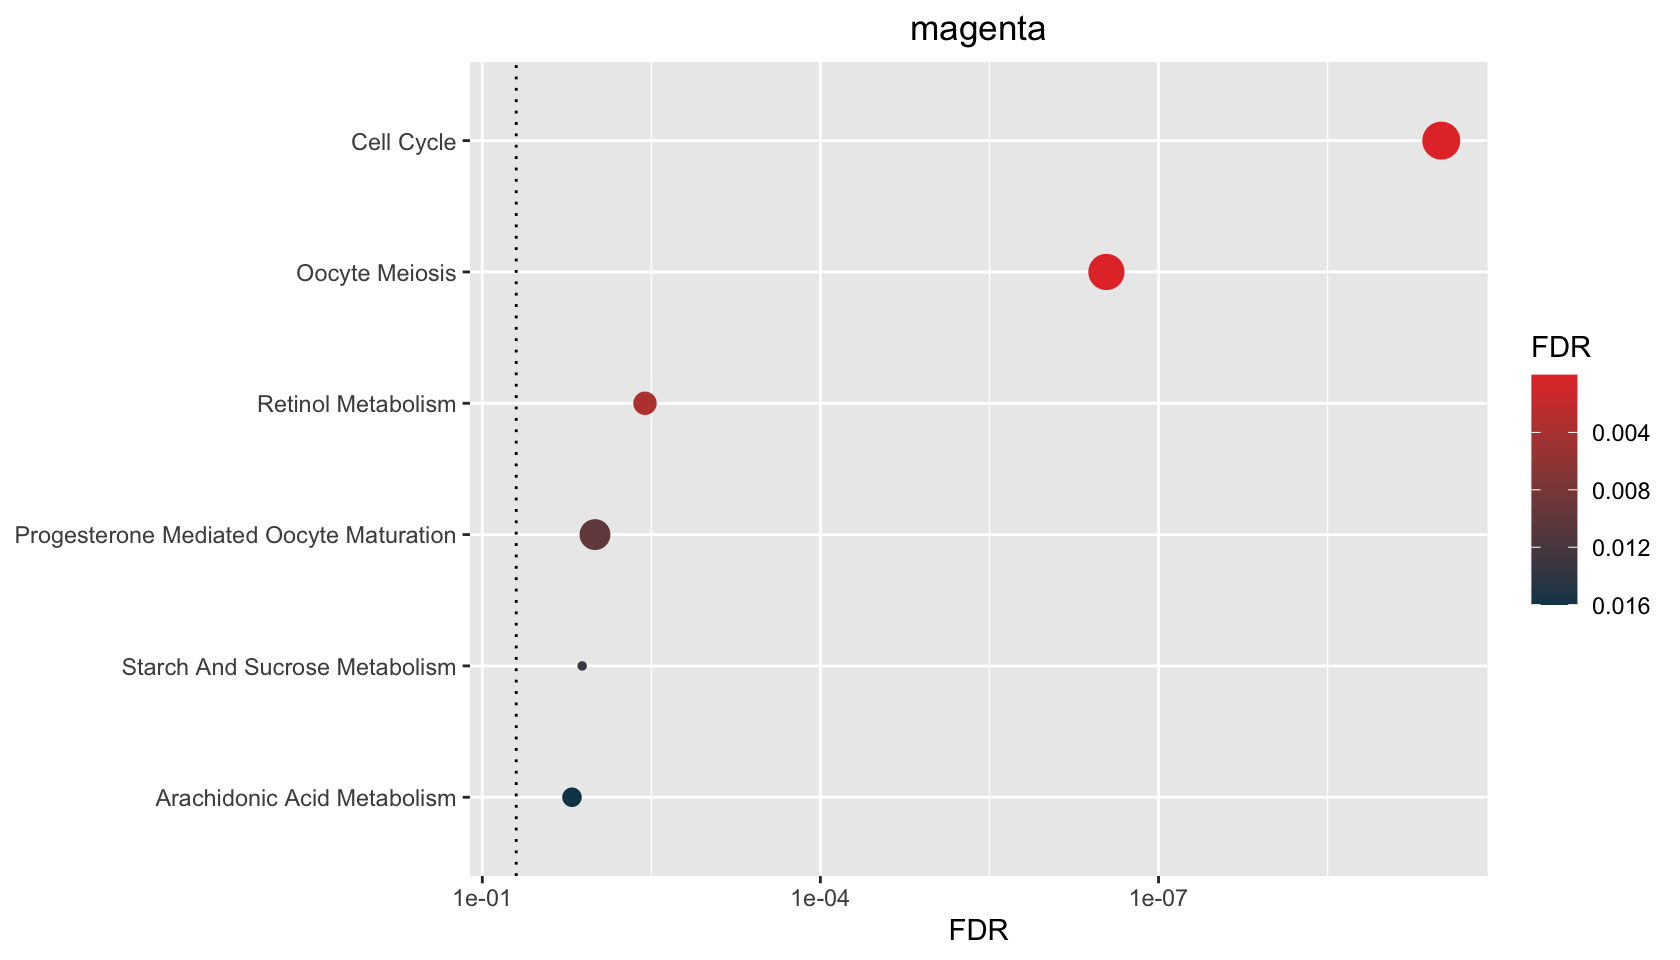 magenta
Cell Cycle
Oocyte Meiosis
Retinol Metabolism
Progesterone Mediated Oocyte Maturation
Starch And Sucrose Metabolism
Arachidonic Acid Metabolism
1e-01
1e-04
1e-07
FDR
FDR
0.004
0.008
0.012
0.016